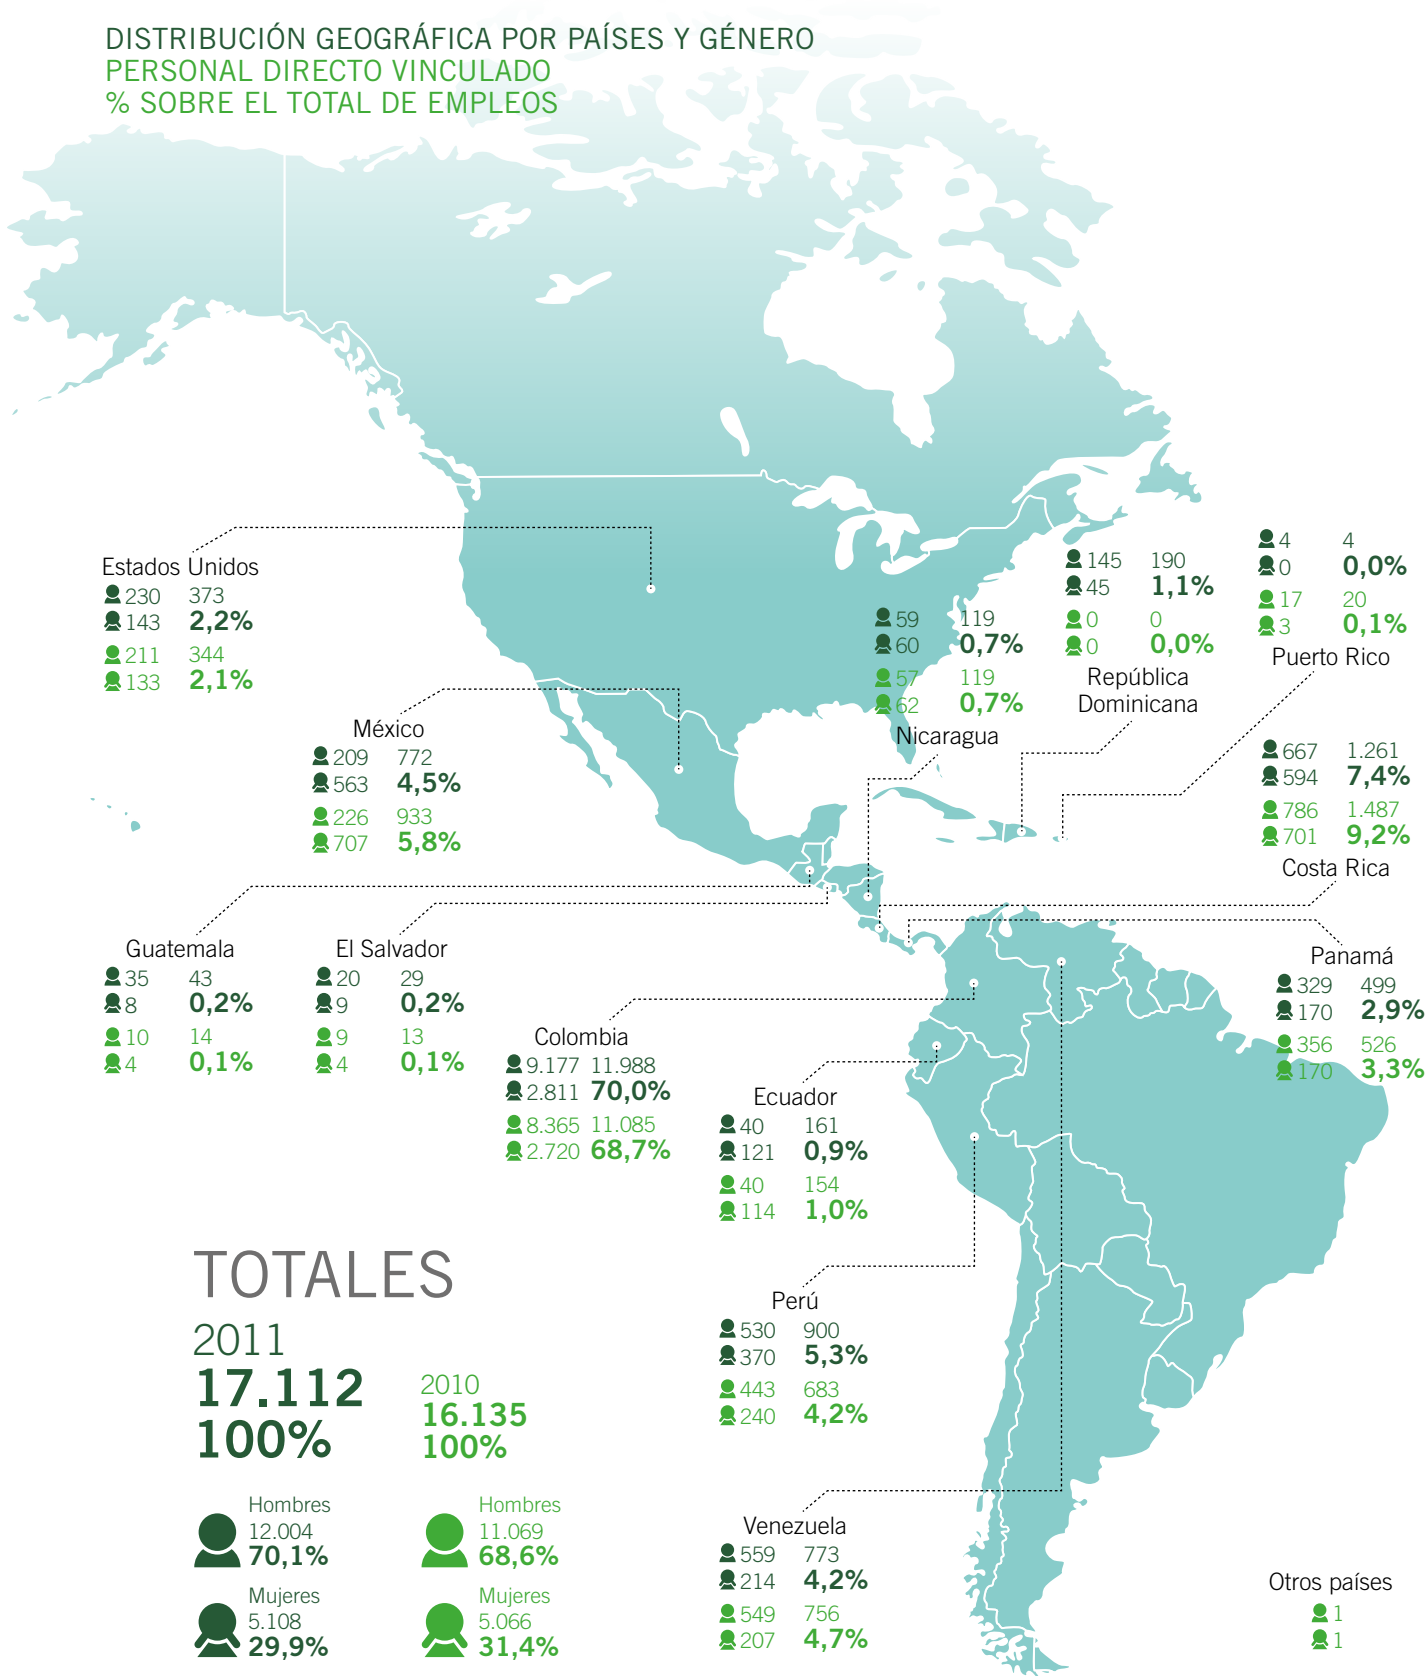 DISTRIBUCIÓN GEOGRÁFICA POR PAÍSES Y GÉNERO
PERSONAL DIRECTO VINCULADO
% SOBRE EL TOTAL DE EMPLEOS
Estados Unidos
230 373
143 2,2%
211 344
133 2,1%
México
209 772
563 4,5%
226 933
707 5,8%
59 119
60 0,7%
57 119
62 0,7%
Nicaragua
145 190
45 1,1%
0 0
0 0,0%
República
Dominicana
4 4
0 0,0%
17 20
3 0,1%
Puerto Rico
667 1.261
594 7,4%
786 1.487
701 9,2%
Costa Rica
Guatemala
35 43
8 0,2%
10 14
4 0,1%
El Salvador
20 29
9 0,2%
9 13
4 0,1%
Panamá
329 499
170 2,9%
356 526
170 3,3%
Colombia
9.177 11.988
2.811 70,0%
8.365 11.085
2.720 68,7%
Ecuador
40 161
121 0,9%
40 154
114 1,0%
Perú
530 900
370 5,3%
443 683
240 4,2%
Venezuela
559 773
214 4,2%
549 756
207 4,7%
Otros países
1
1
TOTALES
2011
17.112
100%
2010
16.135
100%
Hombres
12.004
70,1%
Hombres
11.069
68,6%
Mujeres
5.108
29,9%
Mujeres
5.066
31,4%